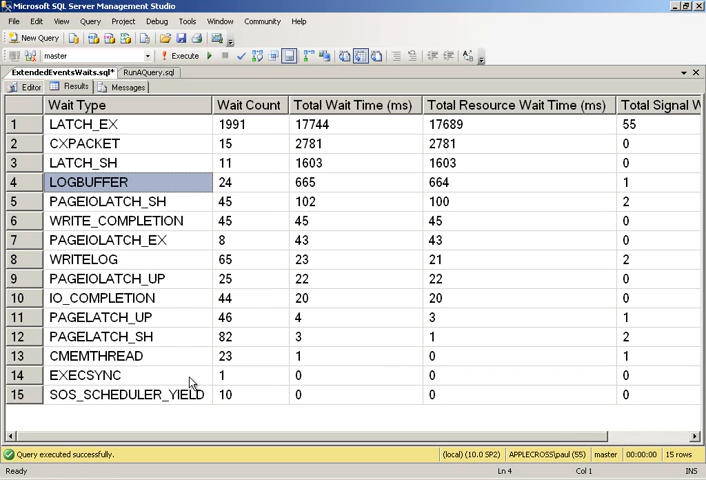 Microsoft SQL Server Management Studio
File Edit View Query Project Debug Tools Window Community Help
New Query
master Execute
ExtendedEventsWaits.sql* RunAQuery.sql
Editor Results Messages
Wait Type Wait Count Total Wait Time (ms) Total Resource Wait Time (ms) Total Signal W
1 LATCH_EX 1991 17744 17689 55
2 CXPACKET 15 2781 2781 0
3 LATCH_SH 11 1603 1603 0
4 LOGBUFFER 24 665 664 1
5 PAGEIOLATCH_SH 45 102 100 2
6 WRITE_COMPLETION 45 45 45 0
7 PAGEIOLATCH_EX 8 43 43 0
8 WRITELOG 65 23 21 2
9 PAGEIOLATCH_UP 25 22 22 0
10 IO_COMPLETION 44 20 20 0
11 PAGELATCH_UP 46 4 3 1
12 PAGELATCH_SH 82 3 1 2
13 CMEMTHREAD 23 1 0 1
14 EXECSYNC 1 0 0 0
15 SOS_SCHEDULER_YIELD 10 0 0 0
Query executed successfully. (local) (10.0 SP2) APPLECROSS\paul (55) master 00:00:00 15 rows
Ready Ln 4 Col 1 INS